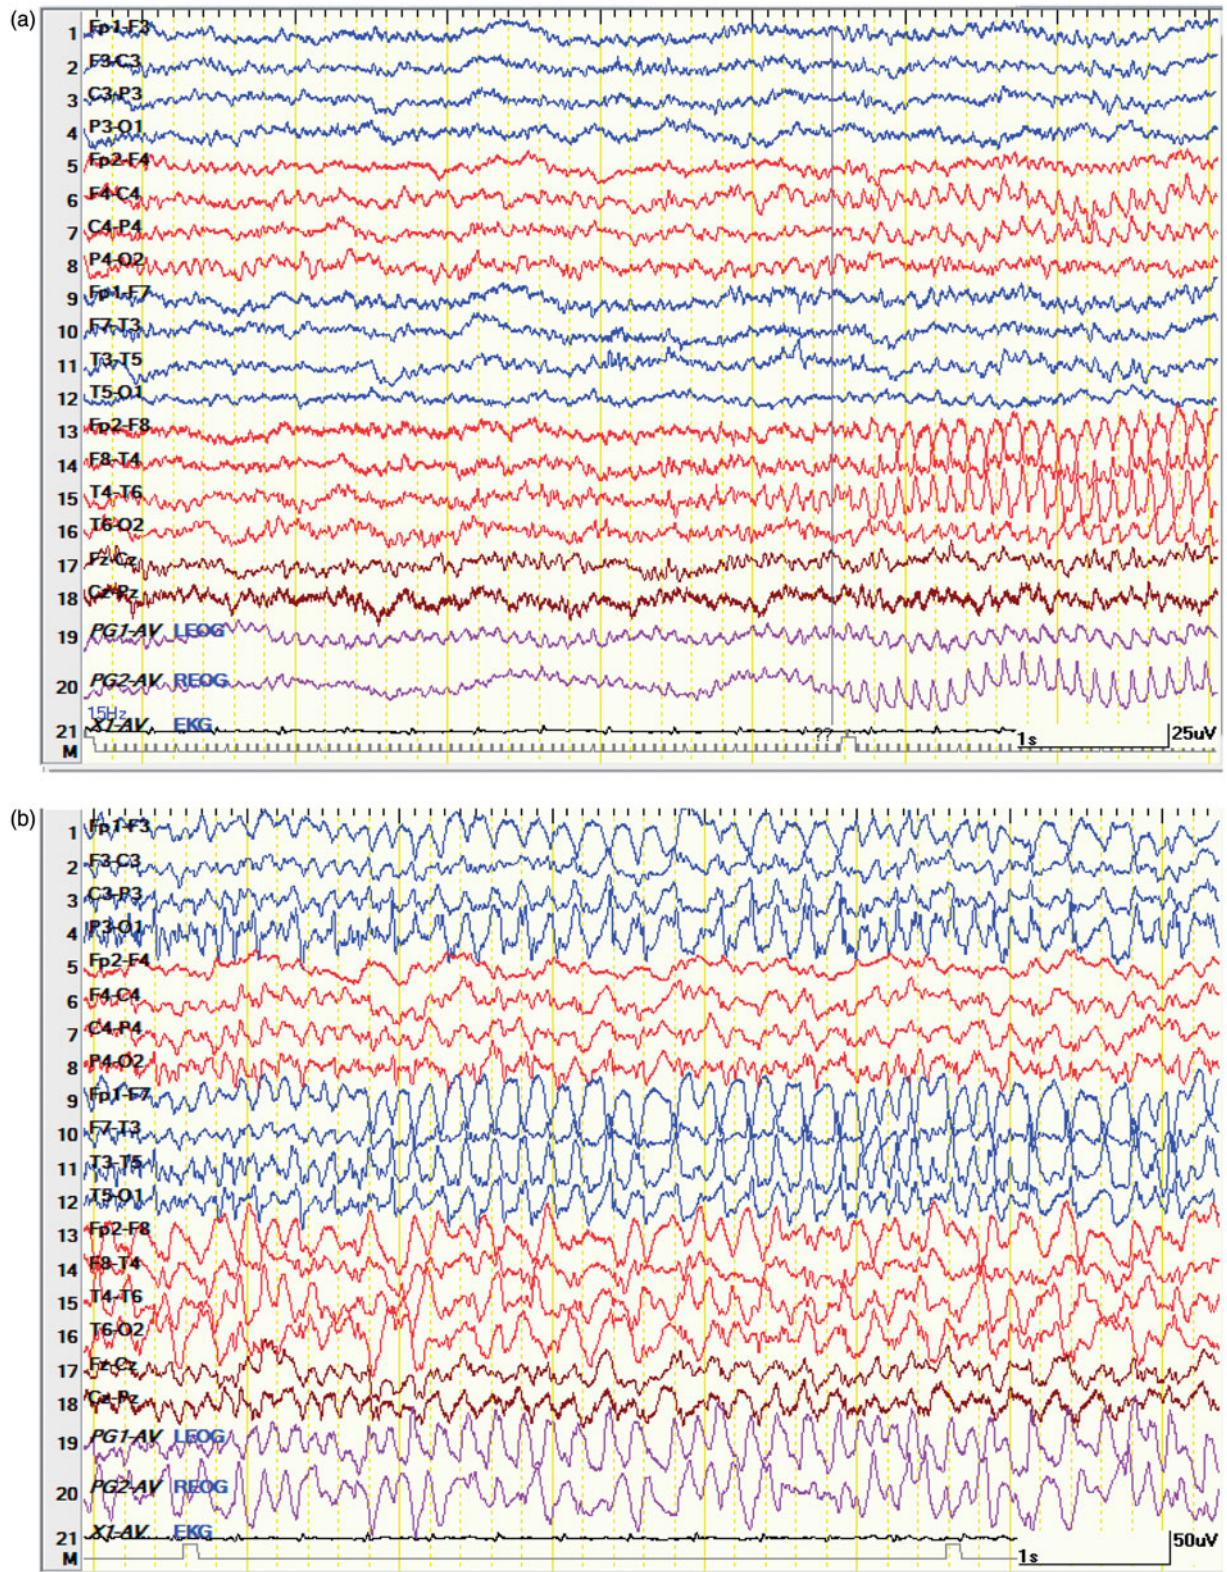 (a)
1 Fp1-F3
2 F3-C3
3 C3-P3
4 P3-O1
5 Fp2-F4
6 F4-C4
7 C4-P4
8 P4-O2
9 Fp1-F7
10 F7-T3
11 T3-T5
12 T5-O1
13 Fp2-F8
14 F8-T4
15 T4-T6
16 T6-O2
17 Fz-Cz
18 Cz-Pz
19 PG1-AV LEOG
20 PG2-AV REOG
15Hz
21 X1-AV EKG ??
M 1s 25uV
(b)
1 Fp1-F3
2 F3-C3
3 C3-P3
4 P3-O1
5 Fp2-F4
6 F4-C4
7 C4-P4
8 P4-O2
9 Fp1-F7
10 F7-T3
11 T3-T5
12 T5-O1
13 Fp2-F8
14 F8-T4
15 T4-T6
16 T6-O2
17 Fz-Cz
18 Cz-Pz
19 PG1-AV LEOG
20 PG2-AV REOG
21 X1-AV EKG
M 1s 50uV